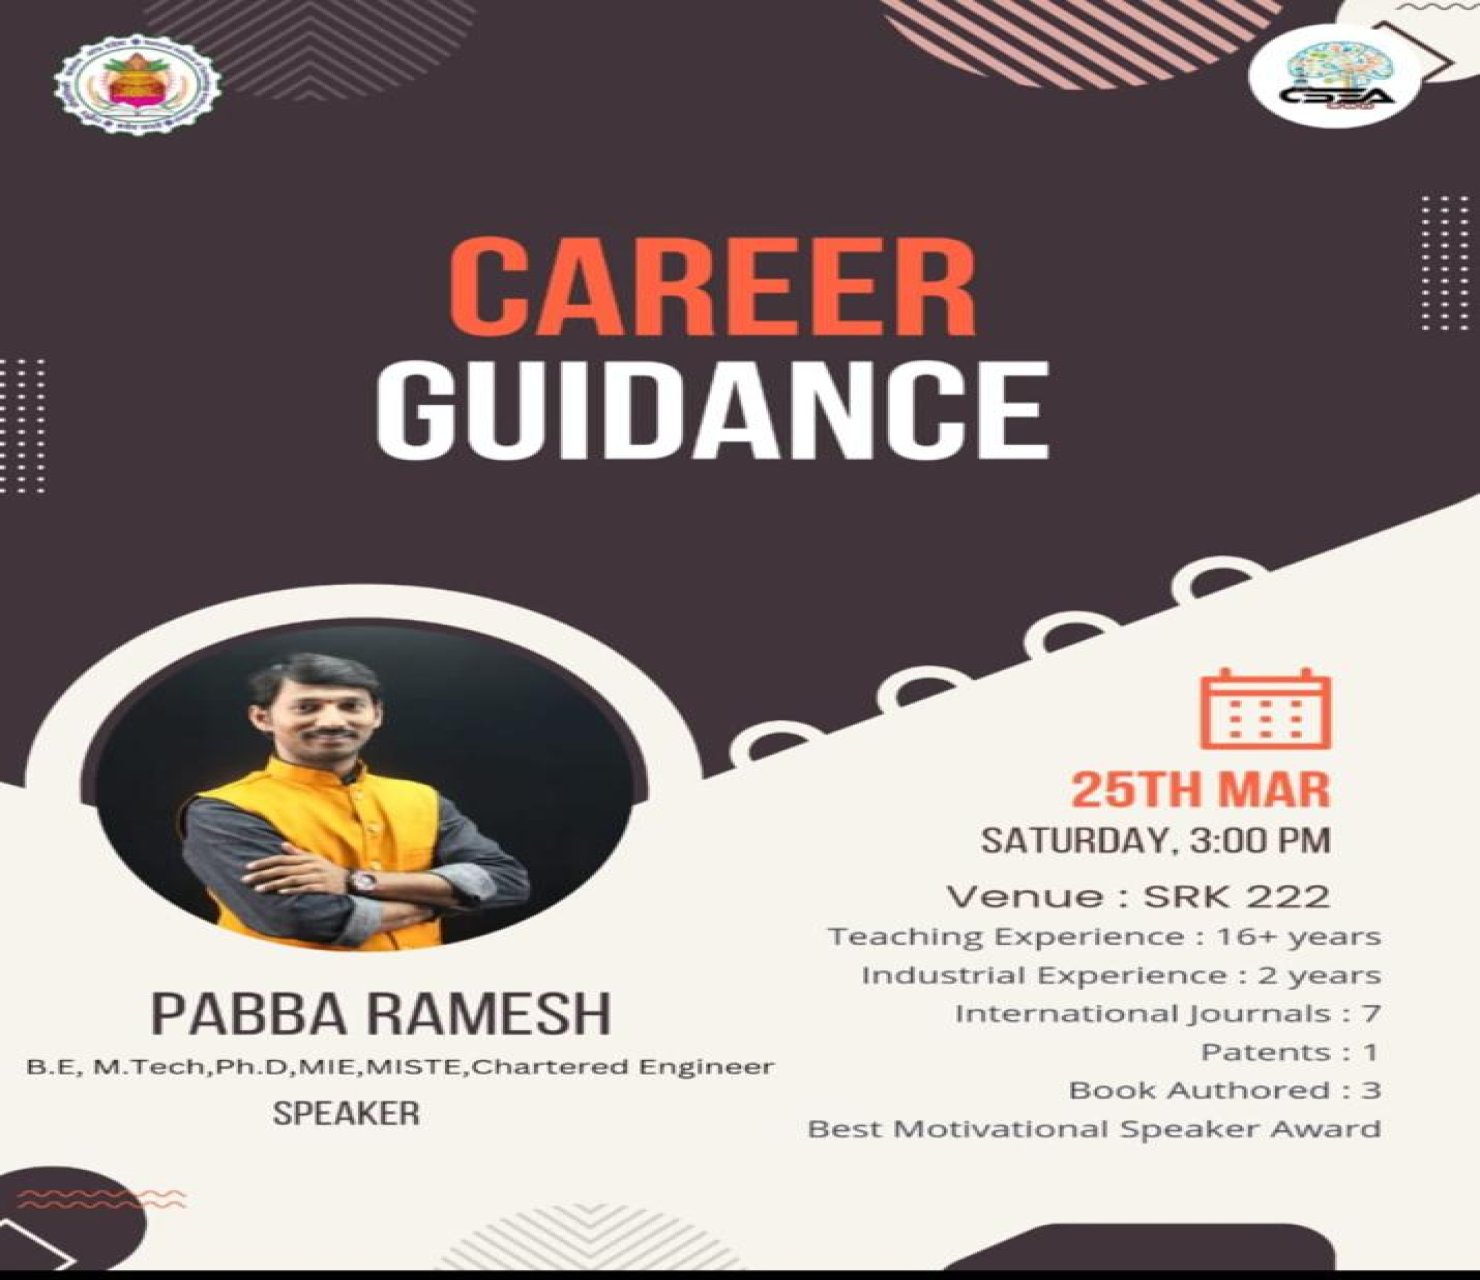 CSEA
CAREER
GUIDANCE
25TH MAR
SATURDAY, 3:00 PM
Venue : SRK 222
Teaching Experience : 16+ years
Industrial Experience : 2 years
International Journals : 7
Patents : 1
Book Authored : 3
Best Motivational Speaker Award
PABBA RAMESH
B.E, M.Tech,Ph.D,MIE,MISTE,Chartered Engineer
SPEAKER